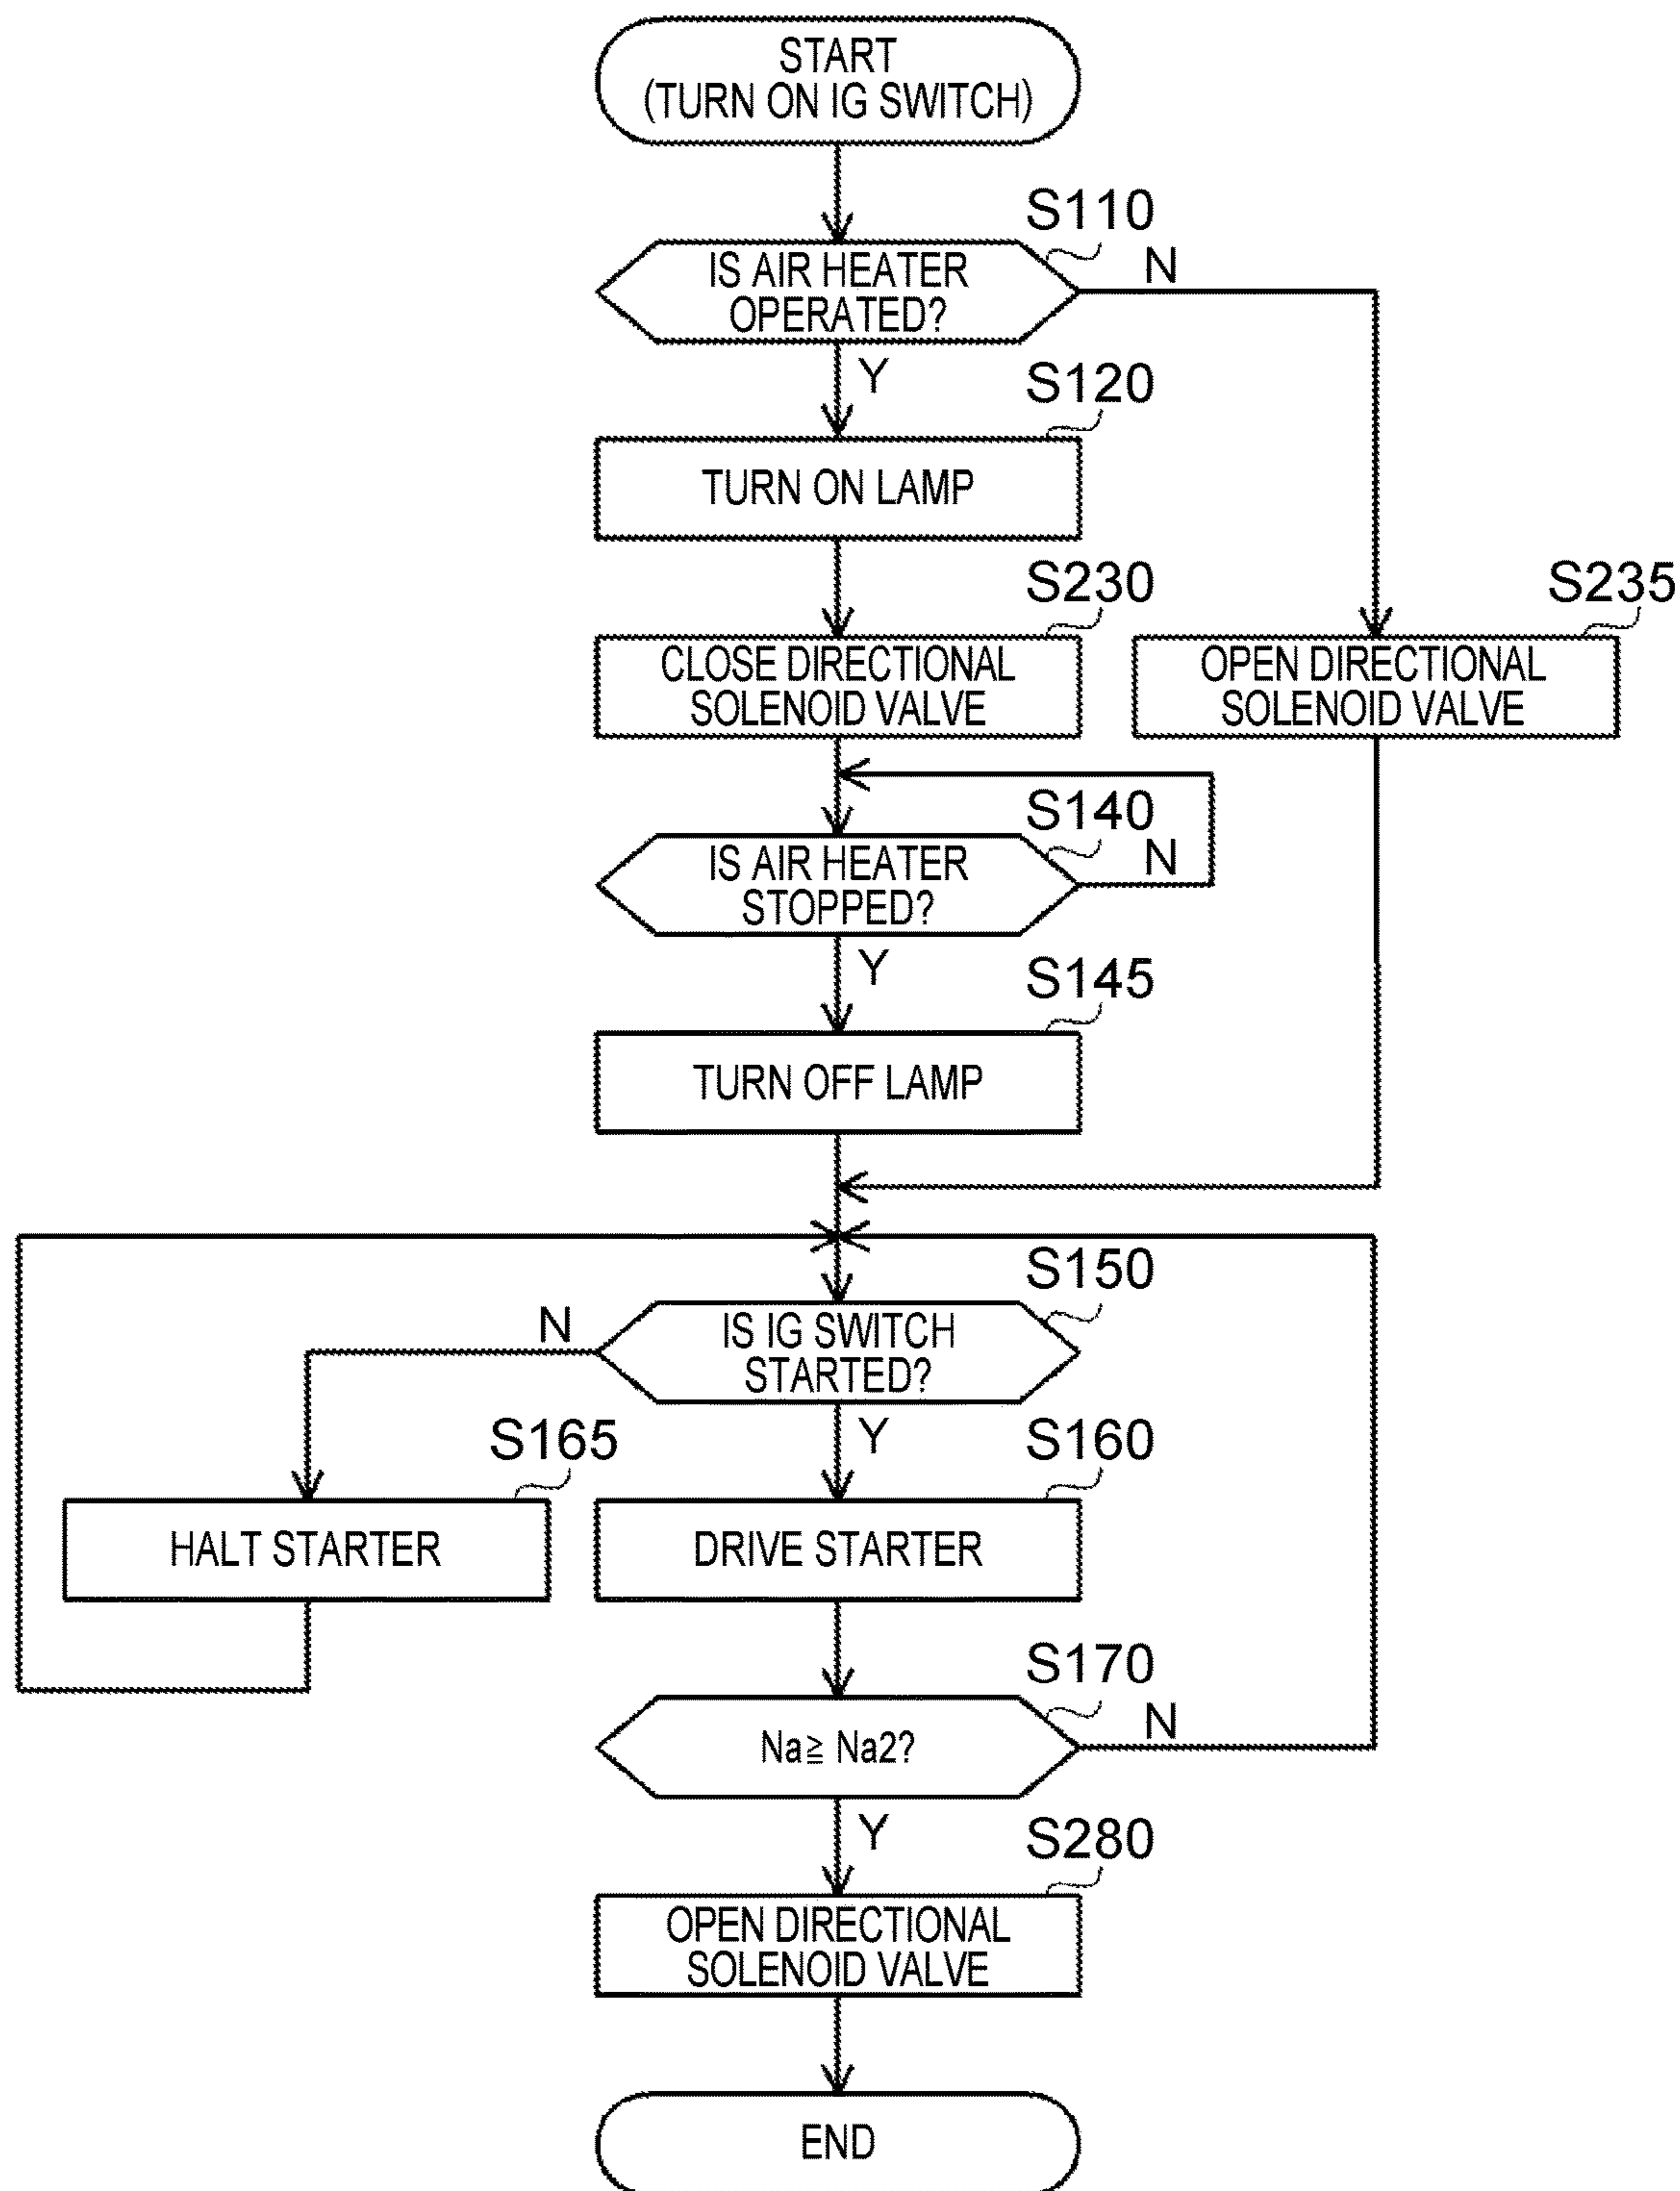 START
(TURN ON IG SWITCH)
S110
IS AIR HEATER
OPERATED?
N
Y
S120
TURN ON LAMP
S230
CLOSE DIRECTIONAL
SOLENOID VALVE
S235
OPEN DIRECTIONAL
SOLENOID VALVE
S140
IS AIR HEATER
STOPPED?
N
Y
S145
TURN OFF LAMP
S150
IS IG SWITCH
STARTED?
N
Y
S165
HALT STARTER
S160
DRIVE STARTER
S170
Na≧ Na2?
N
Y
S280
OPEN DIRECTIONAL
SOLENOID VALVE
END